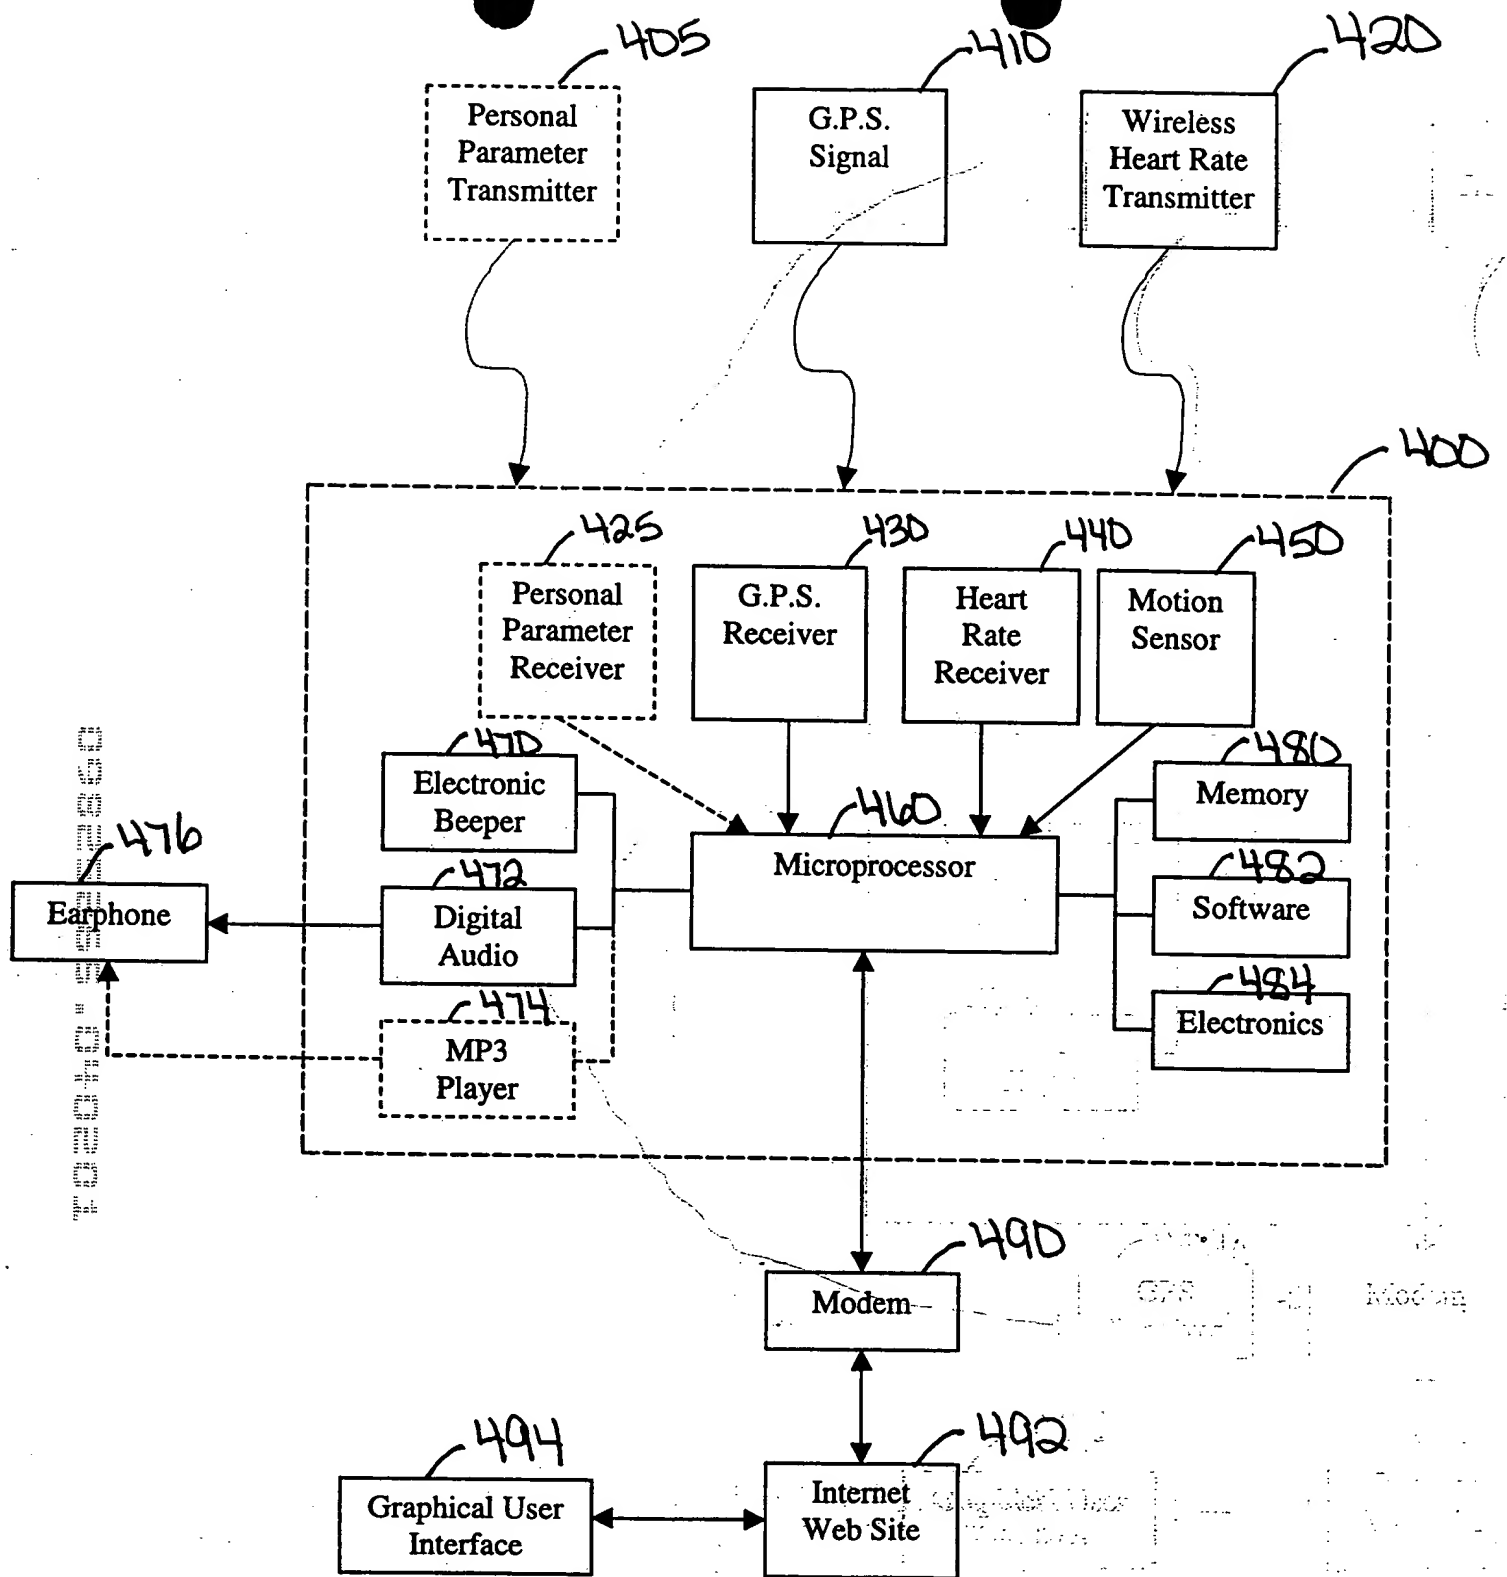 405
410
420
Personal
Parameter
Transmitter
G.P.S.
Signal
Wireless
Heart Rate
Transmitter
400
425
430
440
450
Personal
Parameter
Receiver
G.P.S.
Receiver
Heart
Rate
Receiver
Motion
Sensor
470
Electronic
Beeper
460
Microprocessor
480
Memory
476
Earphone
472
Digital
Audio
482
Software
474
MP3
Player
484
Electronics
490
Modem
GPS
Modem
494
Graphical User
Interface
492
Internet
Web Site